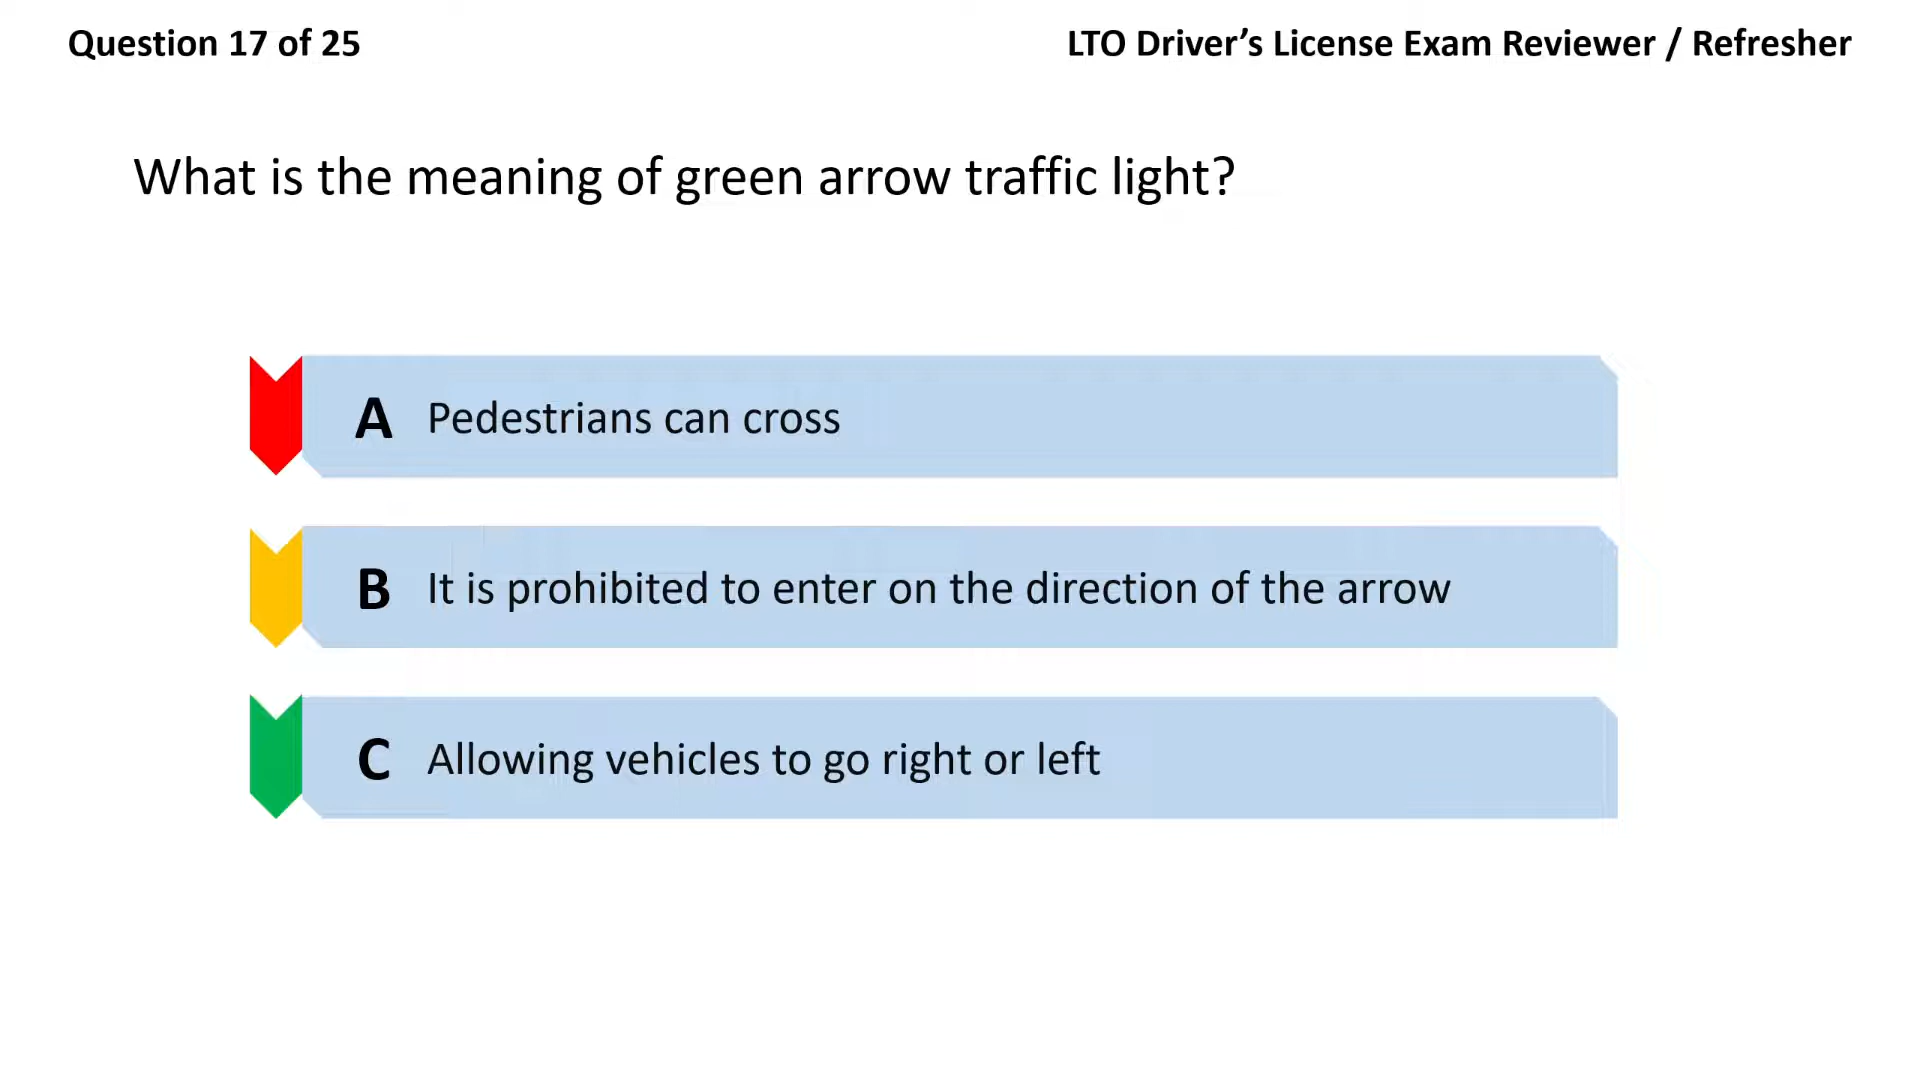 Question 17 of 25
LTO Driver’s License Exam Reviewer / Refresher
What is the meaning of green arrow traffic light?
A Pedestrians can cross
B It is prohibited to enter on the direction of the arrow
C Allowing vehicles to go right or left